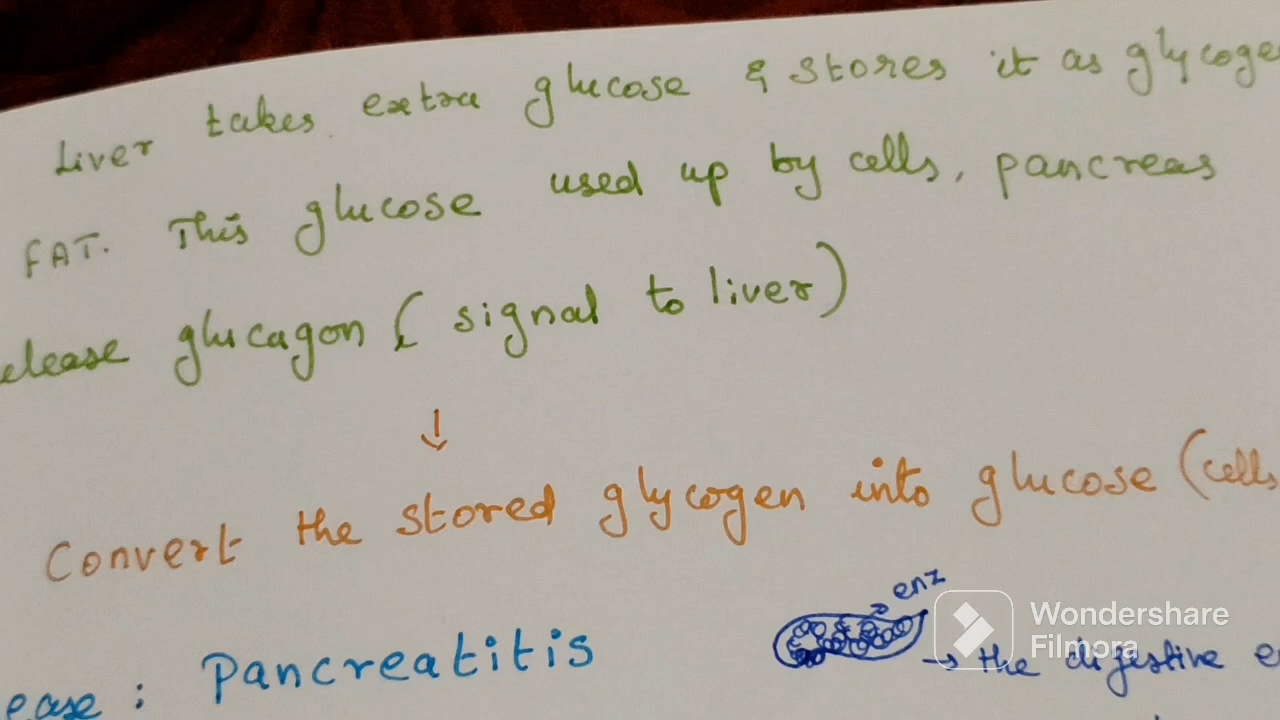 Liver takes extra glucose & stores it as glycoge
FAT. This glucose used up by cells, pancreas
elease glucagon ( signal to liver)
↓
Convert the stored glycogen into glucose (cells
enz
Wondershare
Filmora
→ the digestive e
ease : Pancreatitis